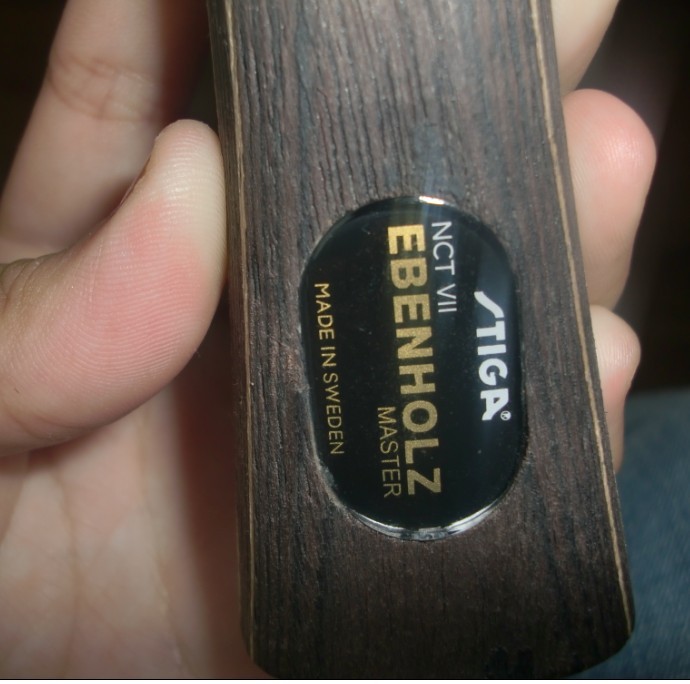 STIGA®
NCT VII
EBENHOLZ
MASTER
MADE IN SWEDEN